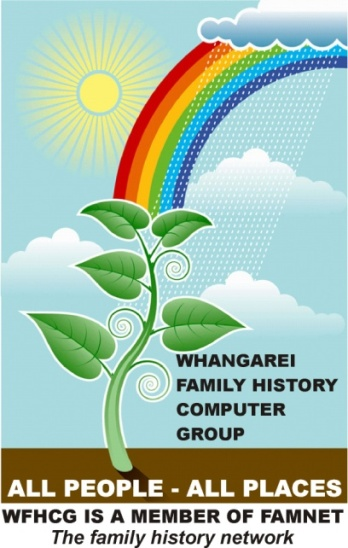 WHANGAREI
FAMILY HISTORY
COMPUTER
GROUP
ALL PEOPLE - ALL PLACES
WFHCG IS A MEMBER OF FAMNET
The family history network